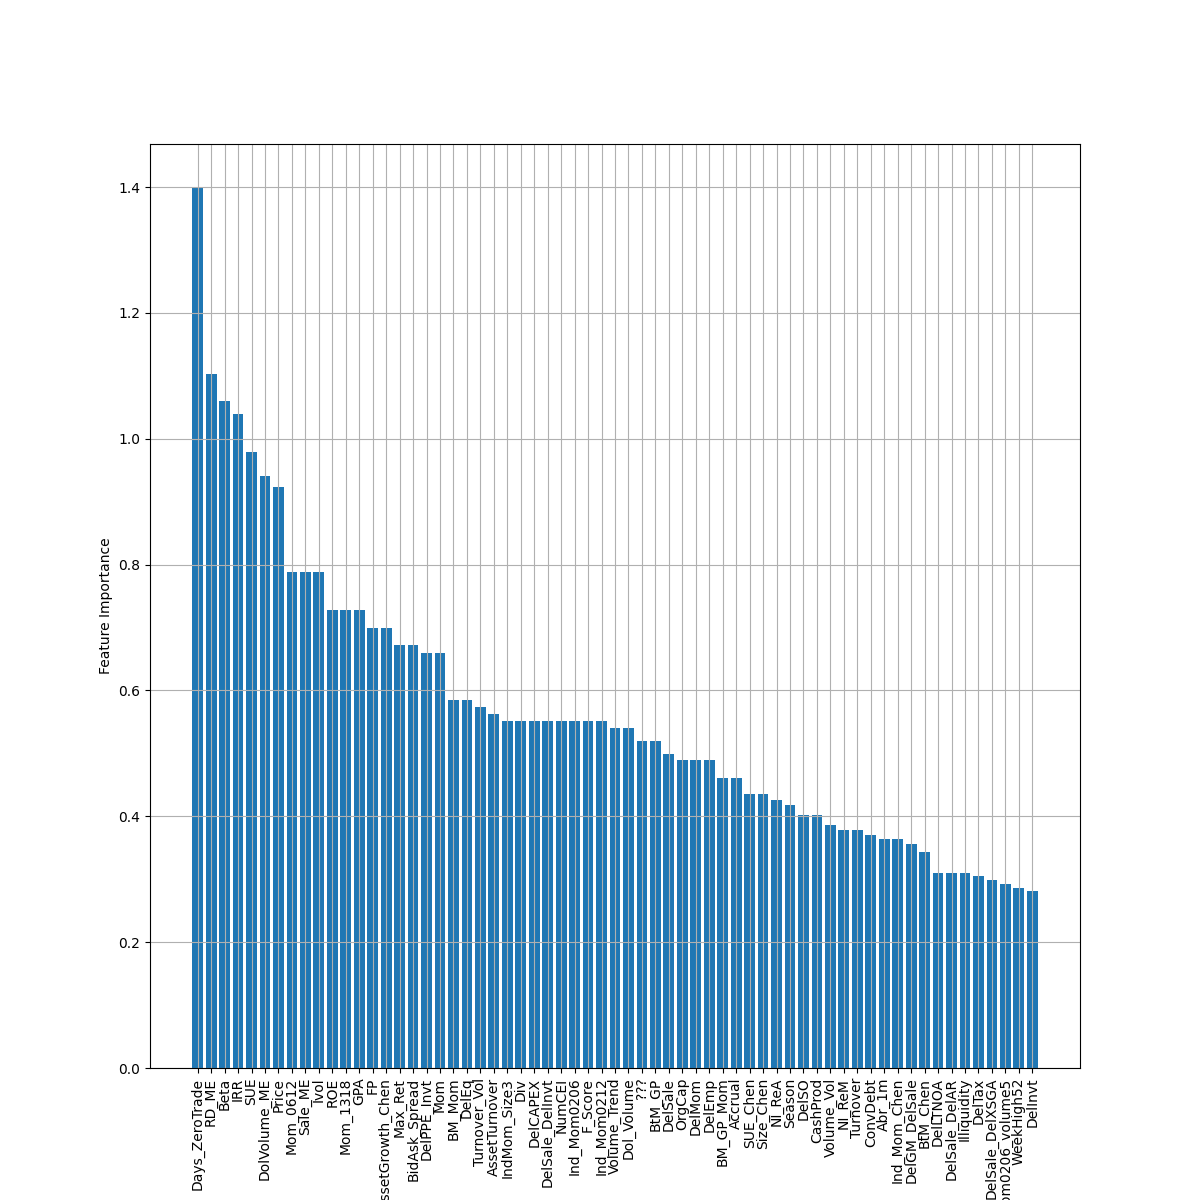 Feature Importance
1.4
1.2
1.0
0.8
0.6
0.4
0.2
0.0
Days_ZeroTrade
RD_ME
Beta
IRR
SUE
DolVolume_ME
Price
Mom_0612
Sale_ME
Tvol
ROE
Mom_1318
GPA
FP
ssetGrowth_Chen
Max_Ret
BidAsk_Spread
DelPPE_Invt
Mom
BM_Mom
DelEq
Turnover_Vol
AssetTurnover
IndMom_Size3
Div
DelCAPEX
DelSale_DelInvt
NumCEI
Ind_Mom0206
F_Score
Ind_Mom0212
Volume_Trend
Dol_Volume
???
BtM_GP
DelSale
OrgCap
DelMom
DelEmp
BM_GP_Mom
Accrual
SUE_Chen
Size_Chen
NI_ReA
Season
DelSO
CashProd
Volume_Vol
NI_ReM
Turnover
ConvDebt
Abr_1m
Ind_Mom_Chen
DelGM_DelSale
BtM_Chen
DelLTNOA
DelSale_DelAR
Illiquidity
DelTax
DelSale_DelXSGA
om0206_Volume5
WeekHigh52
DelInvt